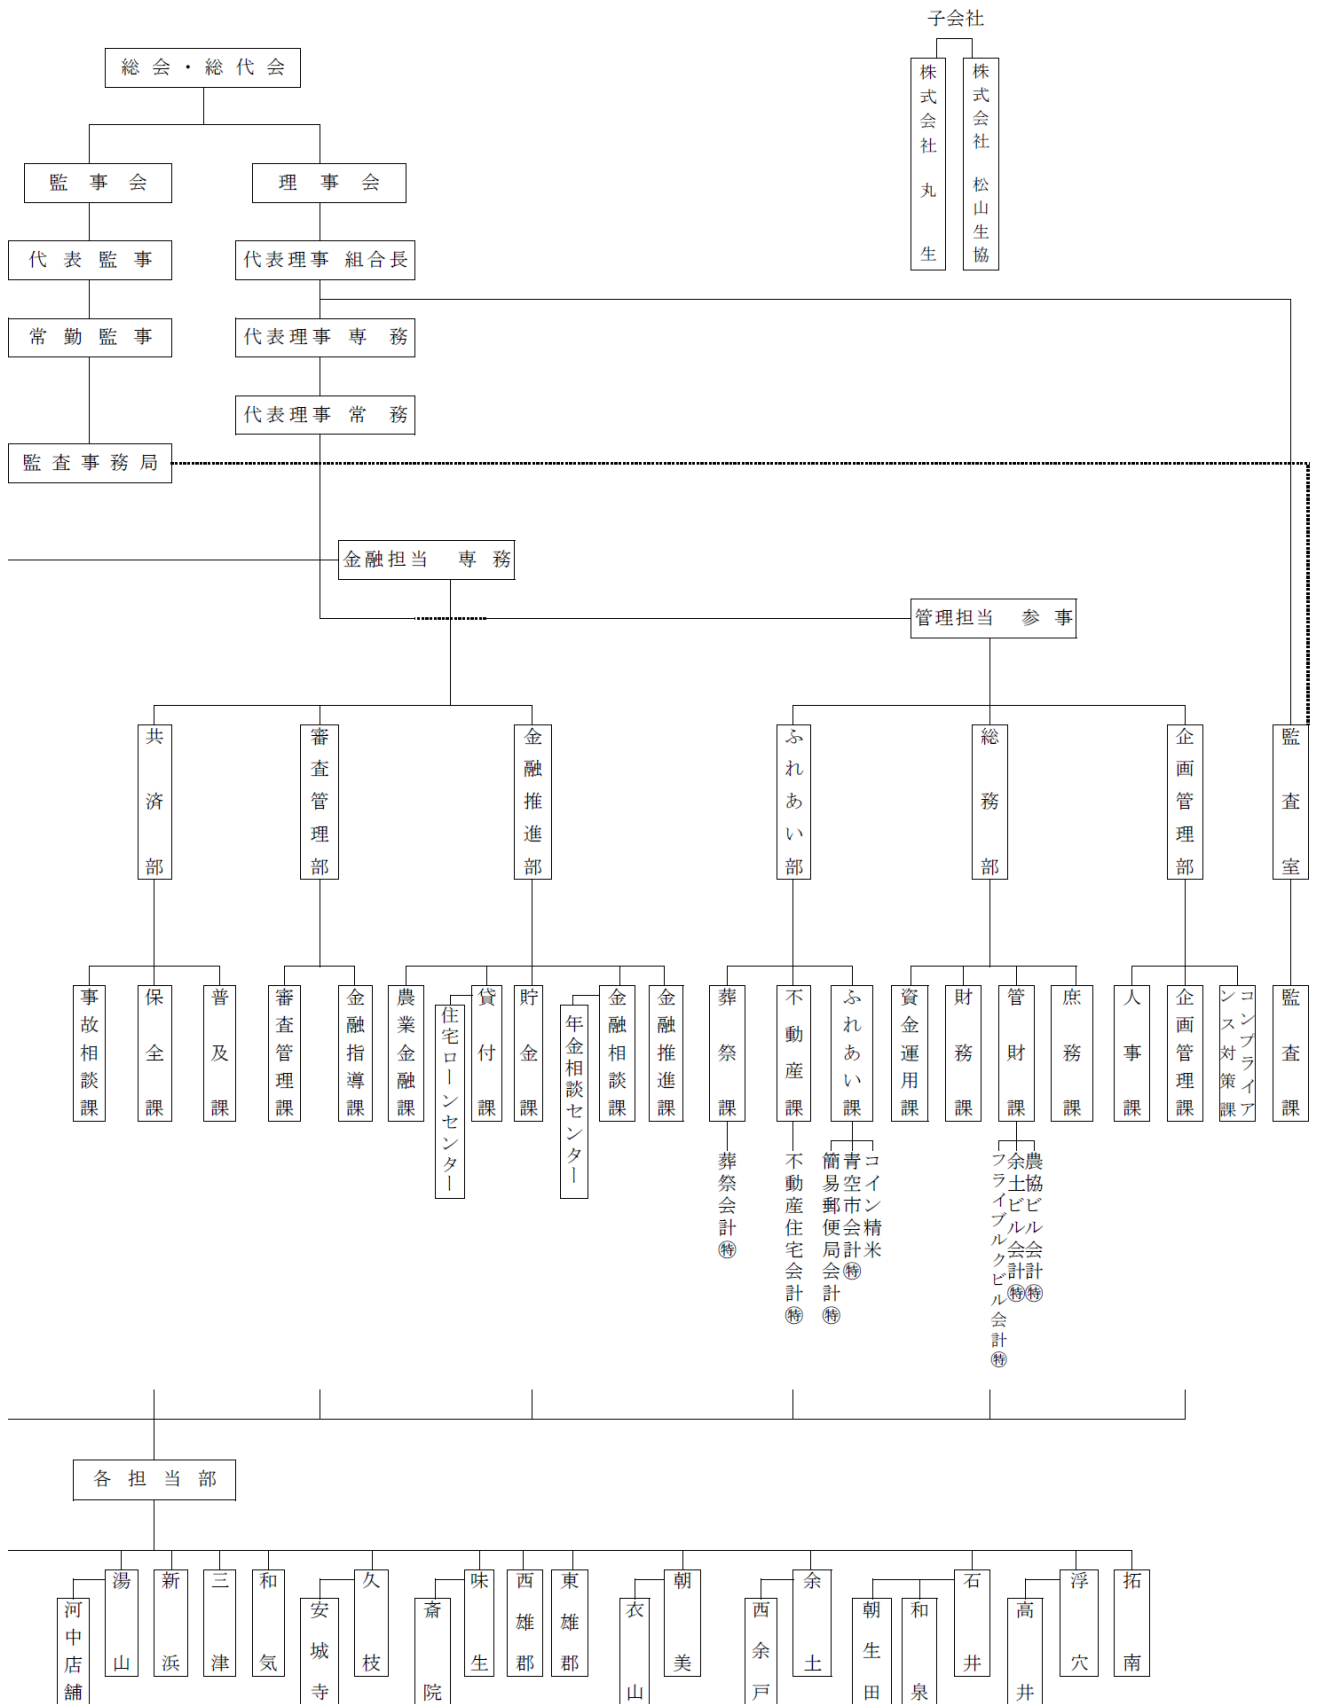 子会社
総会・総代会
株式会社 丸生
株式会社 松山生協
監事会
理事会
代表監事
代表理事 組合長
常勤監事
代表理事 専務
代表理事 常務
監査事務局
金融担当 専務
管理担当 参事
共済部
審査管理部
金融推進部
ふれあい部
総務部
企画管理部
監査室
事故相談課
保全課
普及課
審査管理課
金融指導課
農業金融課
住宅ローンセンター
貸付課
貯金課
年金相談センター
金融相談課
金融推進課
葬祭課
不動産課
ふれあい課
資金運用課
財務課
管財課
庶務課
人事課
企画管理課
コンプライアンス対策課
監査課
葬祭会計㊕
不動産住宅会計㊕
簡易郵便局会計㊕
青空市会計㊕
コイン精米
フライブルクビル会計㊕
余土ビル会計㊕
農協ビル会計㊕
各担当部
河中店舗
湯山
新浜
三津
和気
安城寺
久枝
斎院
味生
西雄郡
東雄郡
衣山
朝美
西余戸
余土
朝生田
和泉
石井
高井
浮穴
拓南